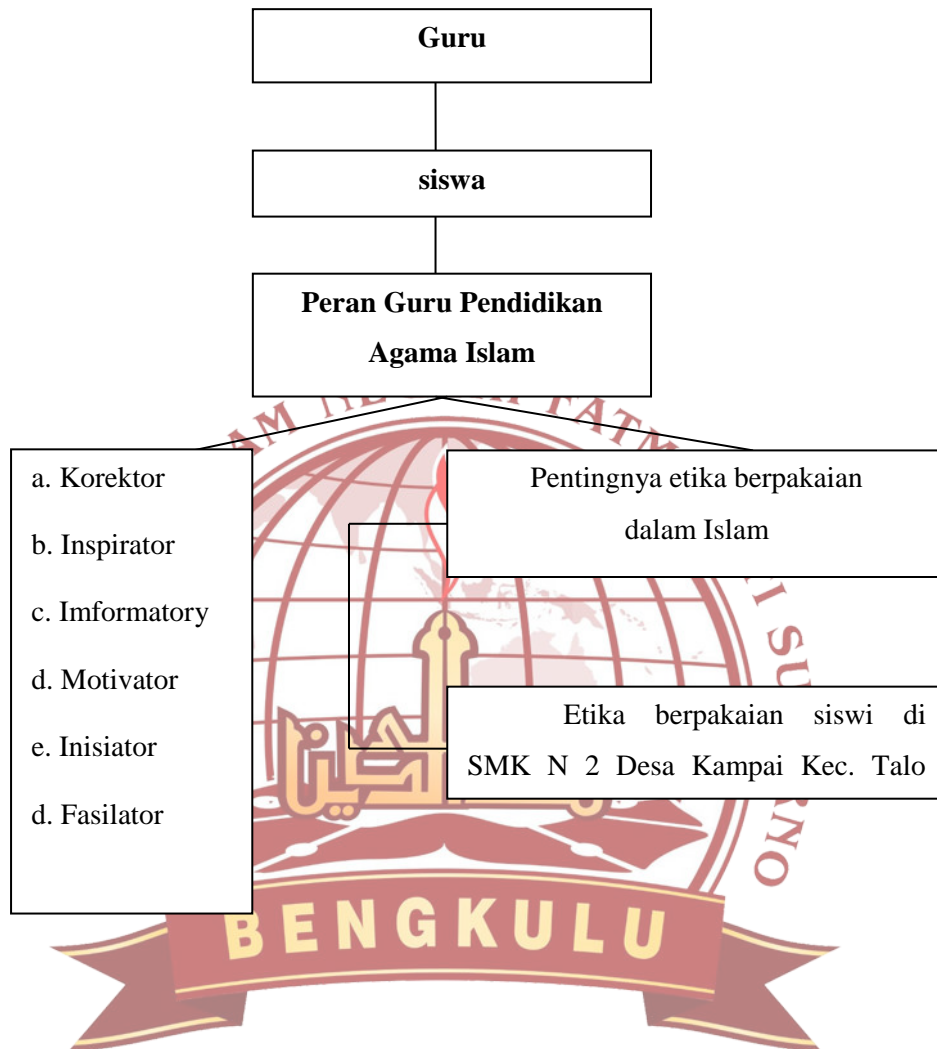 Guru
siswa
Peran Guru Pendidikan
Agama Islam
a. Korektor
b. Inspirator
c. Imformatory
d. Motivator
e. Inisiator
d. Fasilator
Pentingnya etika berpakaian
dalam Islam
Etika berpakaian siswi di
SMK N 2 Desa Kampai Kec. Talo
BENGKULU